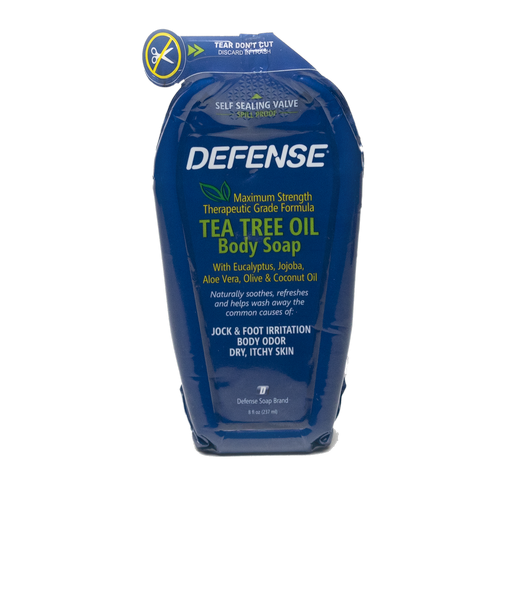 TEAR DON'T CUT
DISCARD IN TRASH
SELF SEALING VALVE
SPILL PROOF
DEFENSE
Maximum Strength
Therapeutic Grade Formula
TEA TREE OIL
Body Soap
With Eucalyptus, Jojoba,
Aloe Vera, Olive & Coconut Oil
Naturally soothes, refreshes
and helps wash away the
common causes of:
JOCK & FOOT IRRITATION
BODY ODOR
DRY, ITCHY SKIN
Defense Soap Brand
8 fl oz (237 ml)